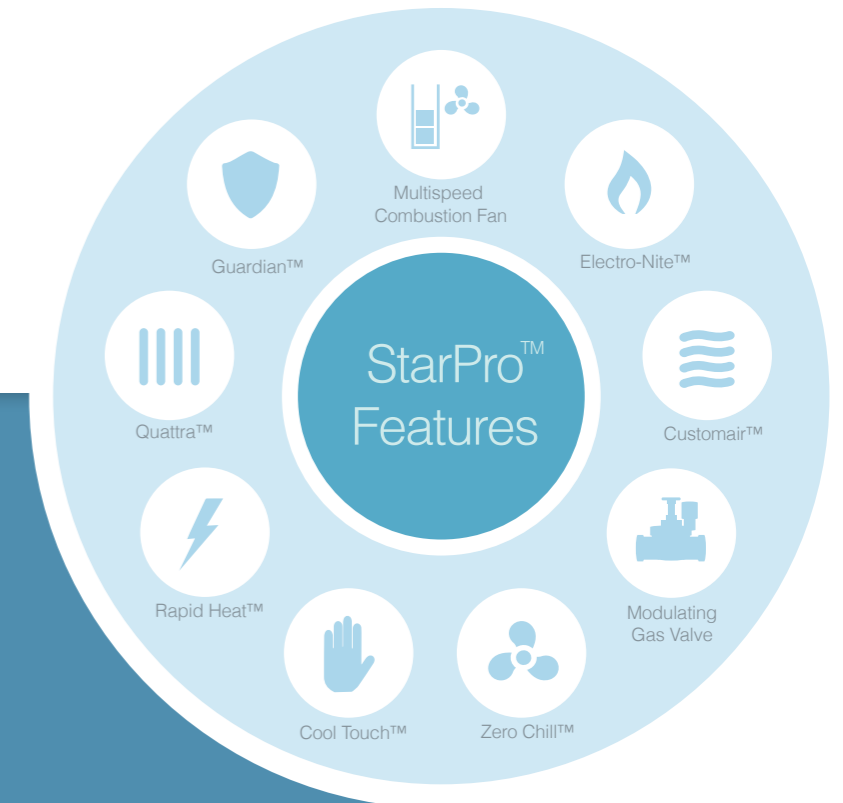 Multispeed
Combustion Fan
Electro-Nite™
Customair™
Modulating
Gas Valve
Zero Chill™
Cool Touch™
Rapid Heat™
Quattra™
Guardian™
StarPro™
Features